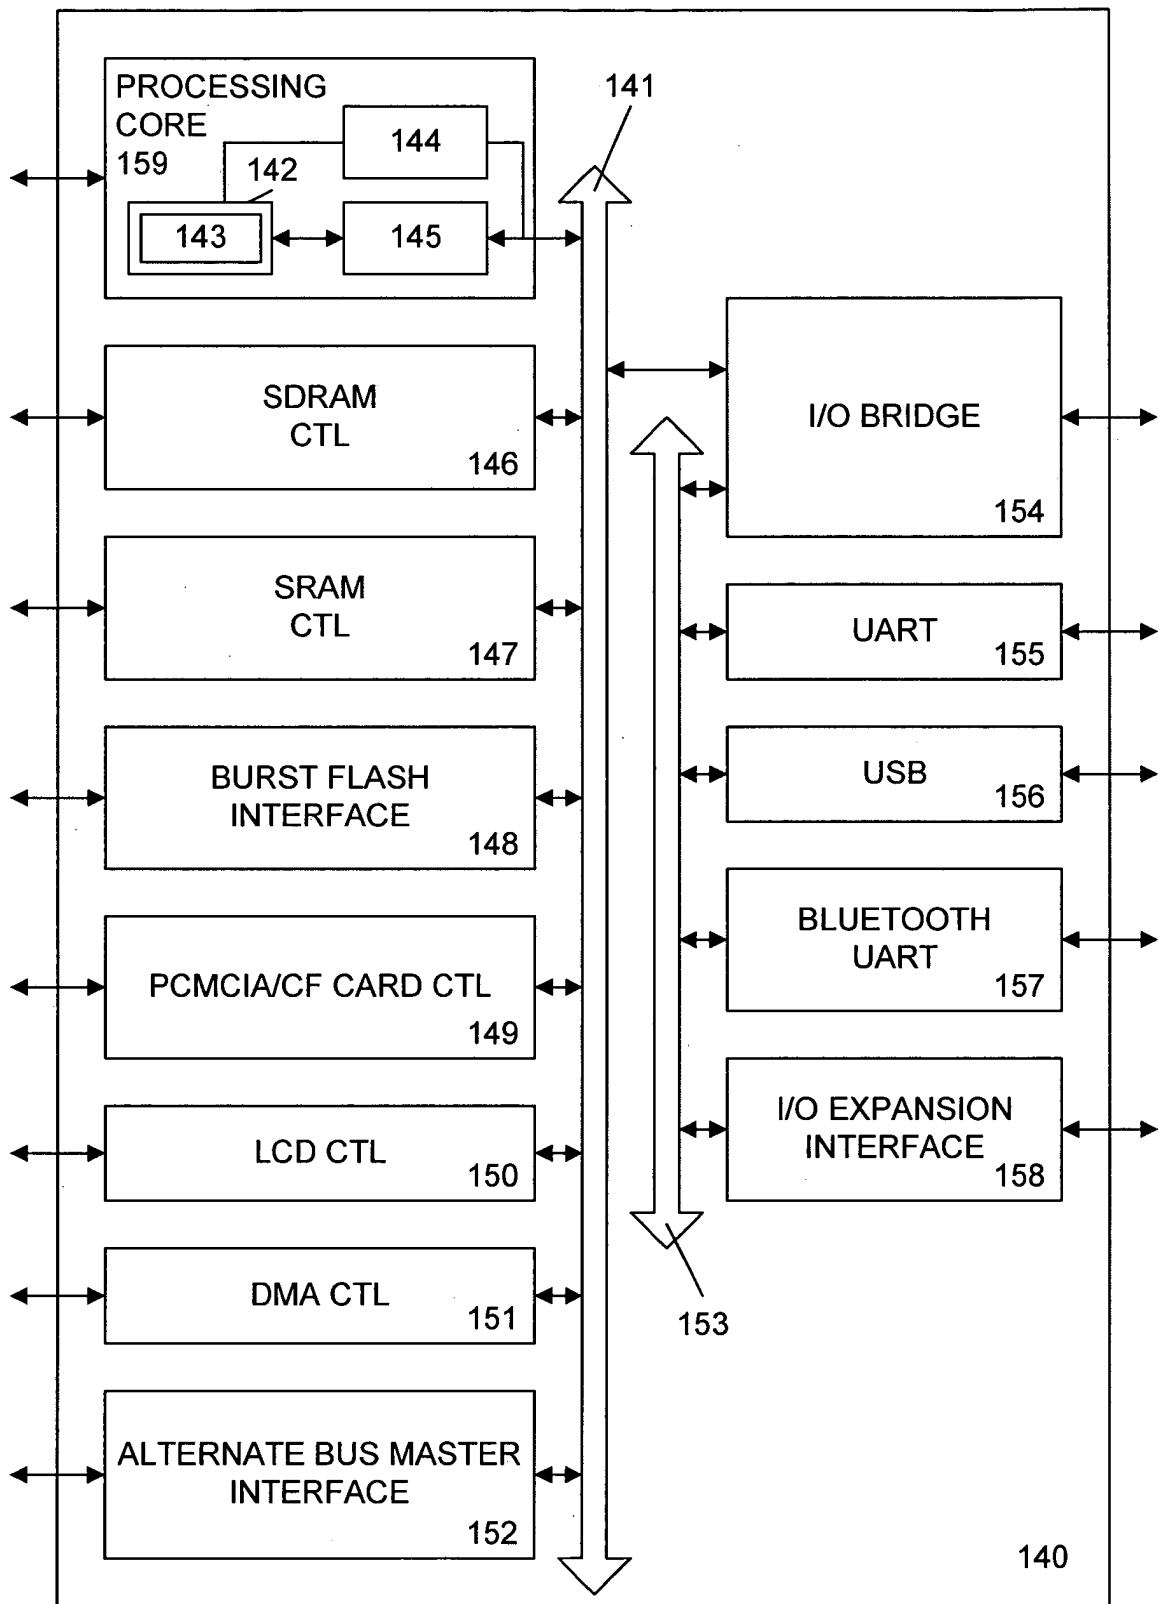 PROCESSING
CORE
159
142
143
144
145
141
SDRAM
CTL
146
SRAM
CTL
147
BURST FLASH
INTERFACE
148
PCMCIA/CF CARD CTL
149
LCD CTL
150
DMA CTL
151
ALTERNATE BUS MASTER
INTERFACE
152
I/O BRIDGE
154
UART
155
USB
156
BLUETOOTH
UART
157
I/O EXPANSION
INTERFACE
158
153
140